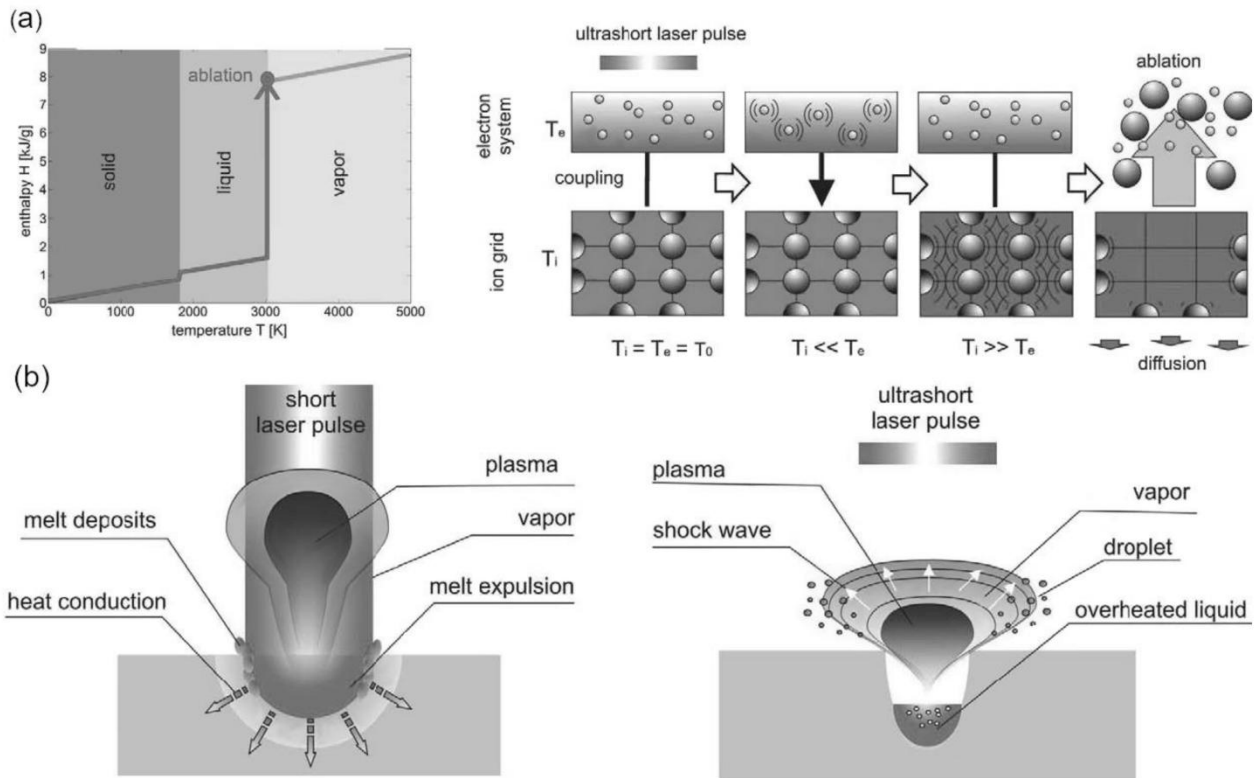 (a)
9
8
7
6
5
4
3
2
1
0
enthalpy H [kJ/g]
solid
liquid
vapor
ablation
0 1000 2000 3000 4000 5000
temperature T [K]
ultrashort laser pulse
ablation
electron
system
Te
coupling
ion grid
Ti
Ti = Te = T0
Ti << Te
Ti >> Te
diffusion
(b)
short
laser pulse
plasma
melt deposits
vapor
heat conduction
melt expulsion
ultrashort
laser pulse
plasma
vapor
shock wave
droplet
overheated liquid